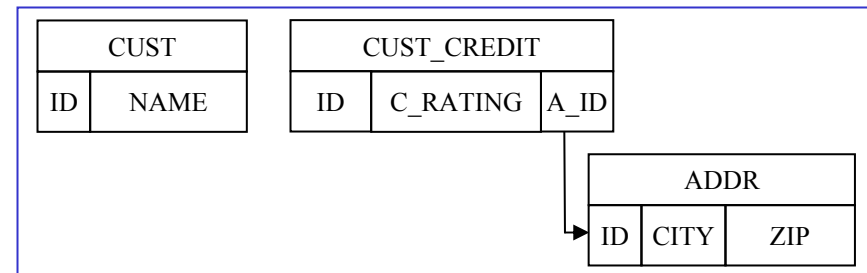 CUST
CUST_CREDIT
ID NAME
ID C_RATING A_ID
ADDR
ID CITY ZIP